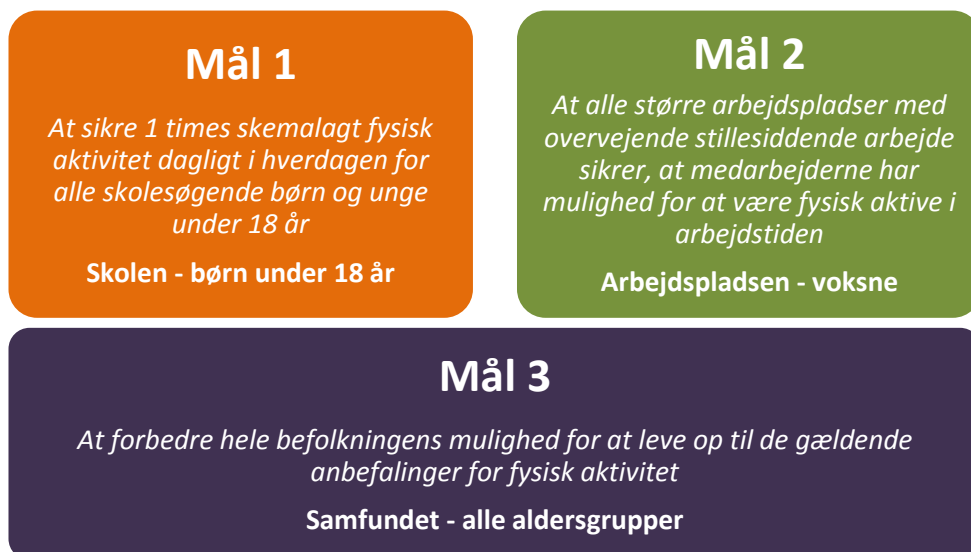 Mål 1
At sikre 1 times skemalagt fysisk
aktivitet dagligt i hverdagen for
alle skolesøgende børn og unge
under 18 år
Skolen - børn under 18 år
Mål 2
At alle større arbejdspladser med
overvejende stillesiddende arbejde
sikrer, at medarbejderne har
mulighed for at være fysisk aktive i
arbejdstiden
Arbejdspladsen - voksne
Mål 3
At forbedre hele befolkningens mulighed for at leve op til de gældende
anbefalinger for fysisk aktivitet
Samfundet - alle aldersgrupper